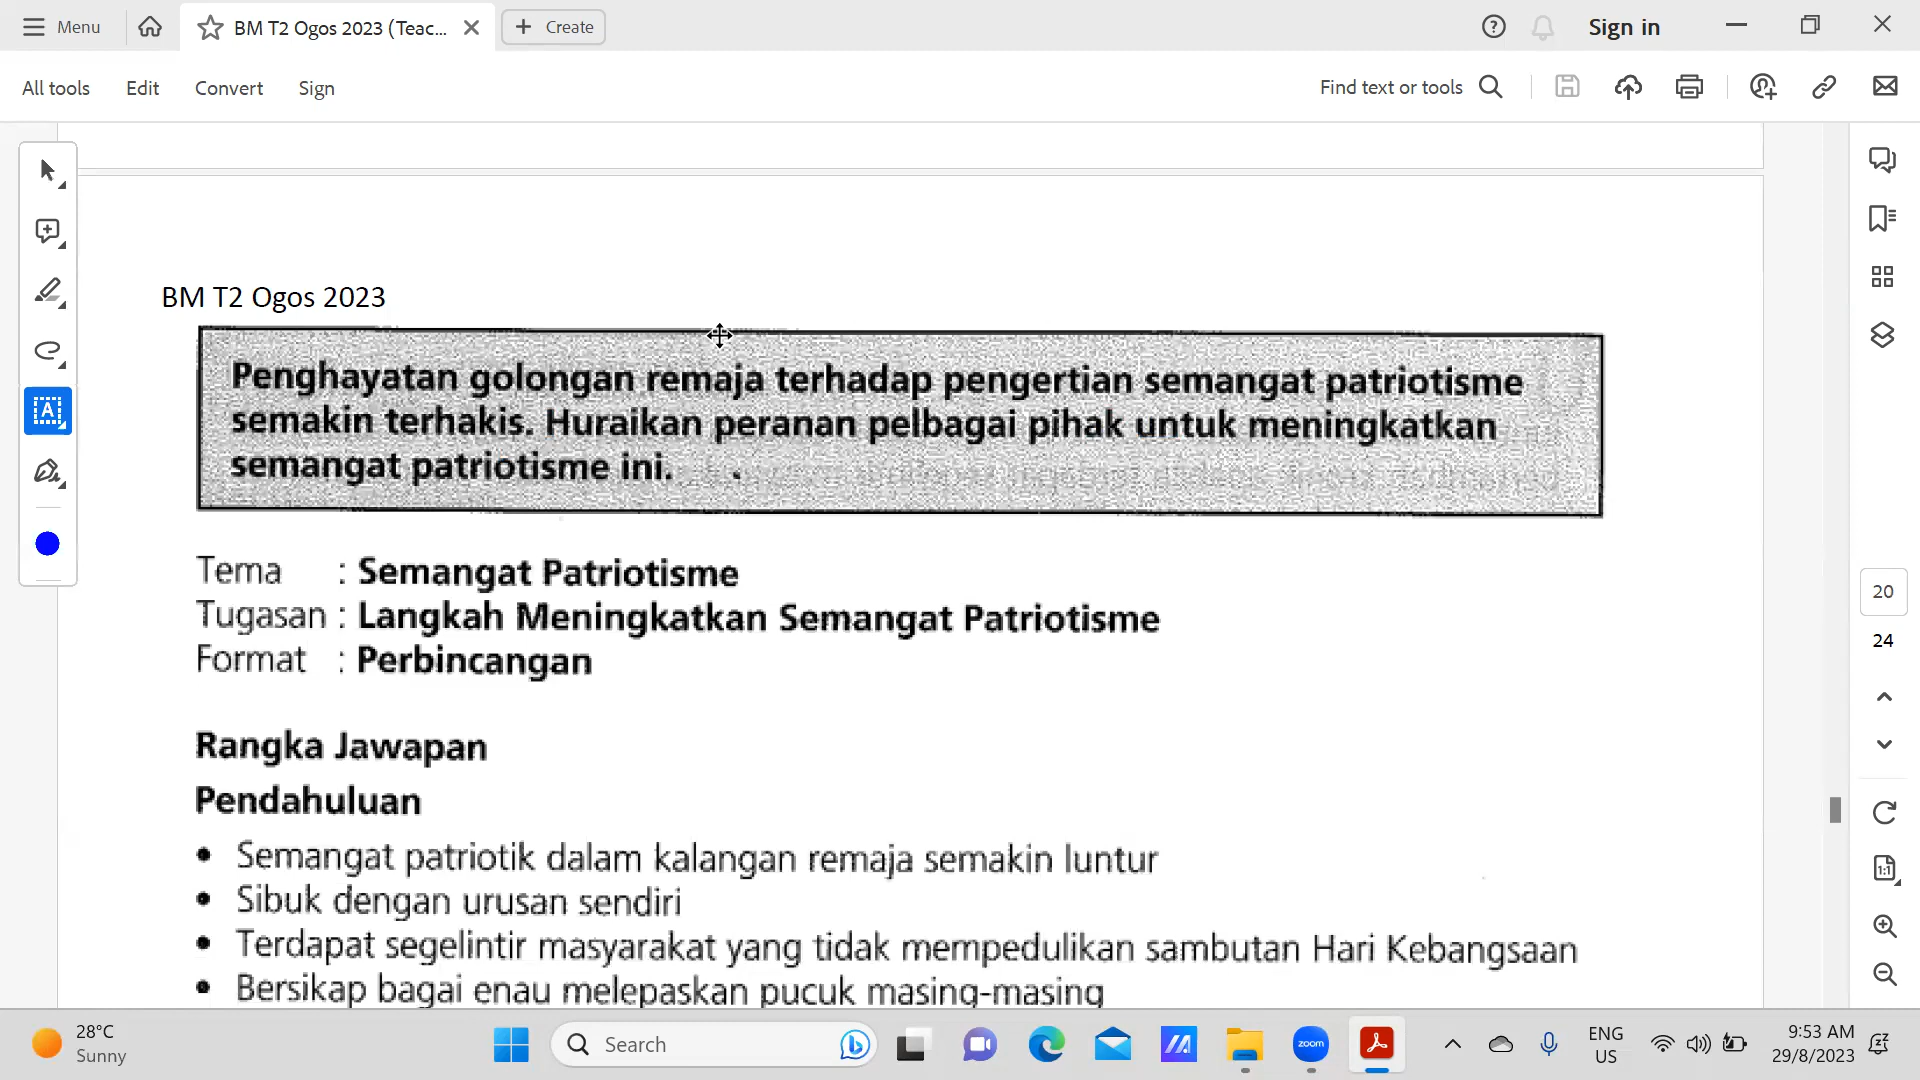 Menu
BM T2 Ogos 2023 (Teac...
Create
Sign in
All tools
Edit
Convert
Sign
Find text or tools
BM T2 Ogos 2023
Penghayatan golongan remaja terhadap pengertian semangat patriotisme
semakin terhakis. Huraikan peranan pelbagai pihak untuk meningkatkan
semangat patriotisme ini.
Tema : Semangat Patriotisme
Tugasan : Langkah Meningkatkan Semangat Patriotisme
Format : Perbincangan
Rangka Jawapan
Pendahuluan
• Semangat patriotik dalam kalangan remaja semakin luntur
• Sibuk dengan urusan sendiri
• Terdapat segelintir masyarakat yang tidak mempedulikan sambutan Hari Kebangsaan
• Bersikap bagai enau melepaskan pucuk masing-masing
20
24
1:1
28°C
Sunny
Search
zoom
ENG
US
9:53 AM
29/8/2023